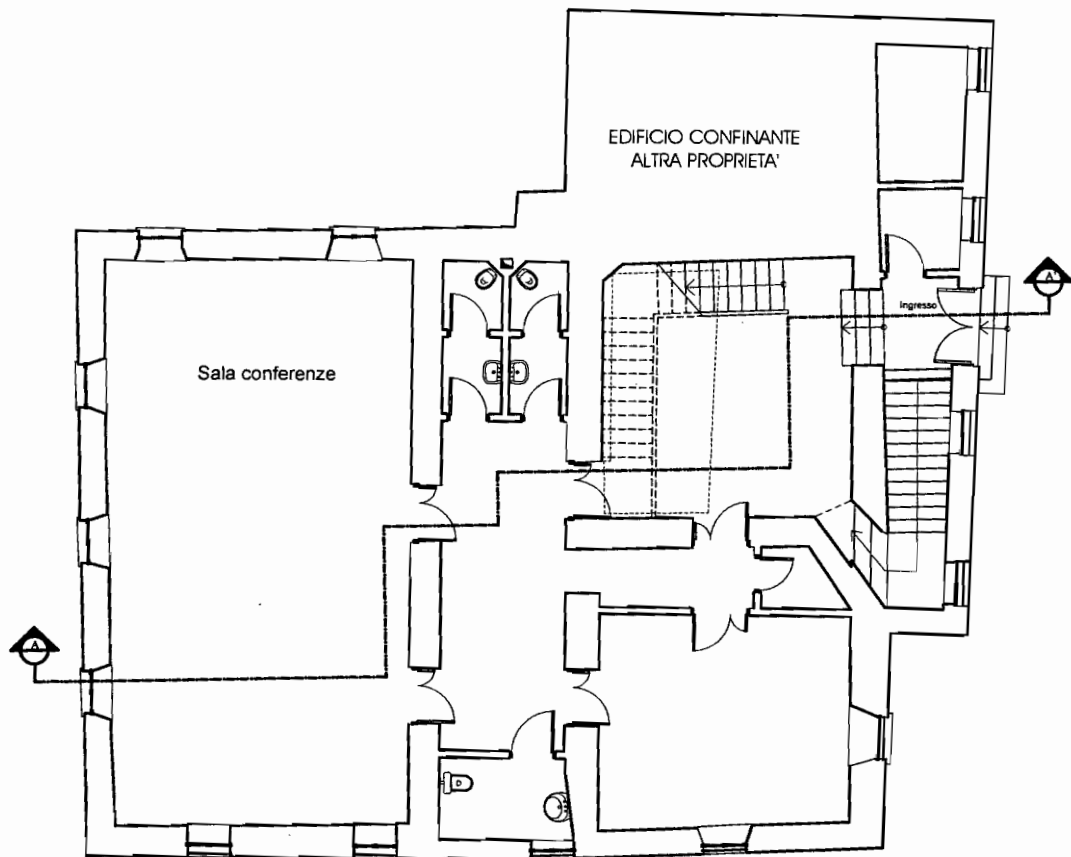 EDIFICIO CONFINANTE
ALTRA PROPRIETA'
A'
Ingresso
Sala conferenze
A